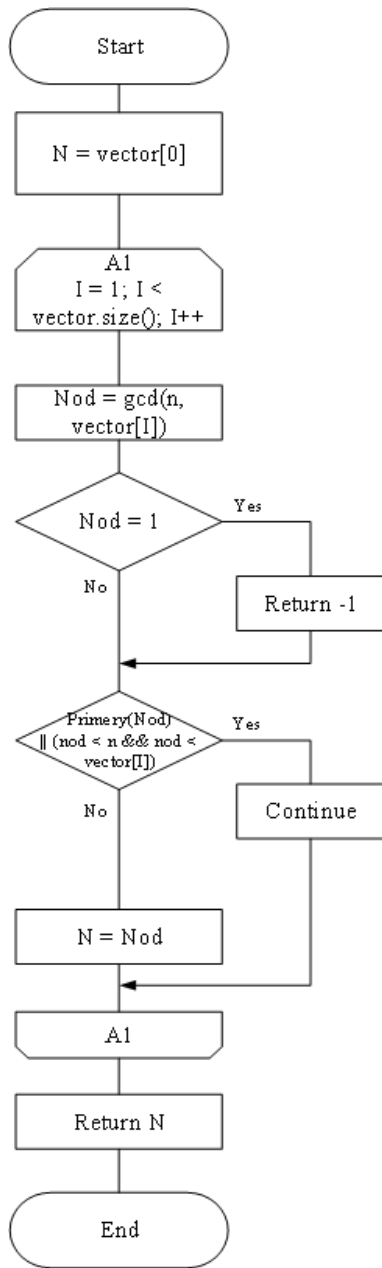 Start
N = vector[0]
A1
I = 1; I <
vector.size(); I++
Nod = gcd(n,
vector[I])
Nod = 1
Yes
No
Return -1
Primery(Nod)
|| (nod < n && nod <
vector[I])
Yes
No
Continue
N = Nod
A1
Return N
End